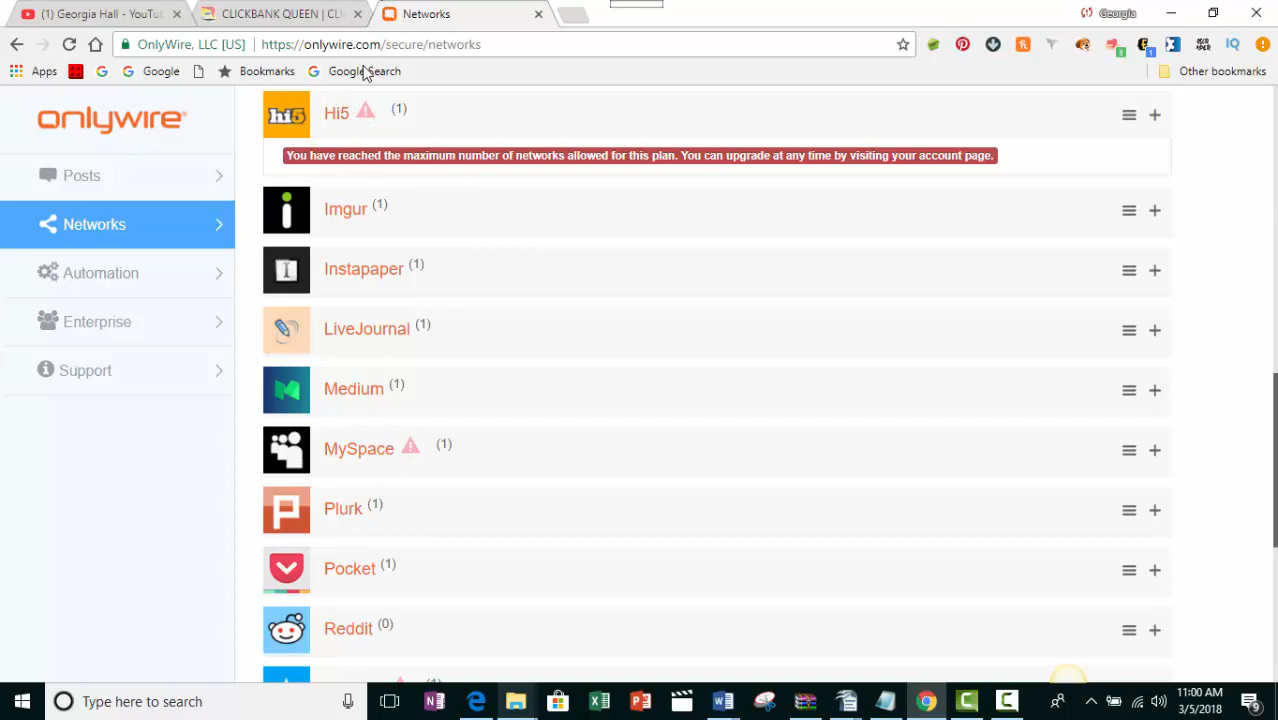 (1) Georgia Hall - YouTu
CLICKBANK QUEEN | CLI
Networks
Georgia
OnlyWire, LLC [US]
https://onlywire.com/secure/networks
Apps
Google
Bookmarks
Google Search
Other bookmarks
onlywire
Posts
Networks
Automation
Enterprise
Support
hi5
Hi5 (1)
You have reached the maximum number of networks allowed for this plan. You can upgrade at any time by visiting your account page.
Imgur (1)
Instapaper (1)
LiveJournal (1)
Medium (1)
MySpace (1)
Plurk (1)
Pocket (1)
Reddit (0)
Type here to search
11:00 AM
3/5/2018